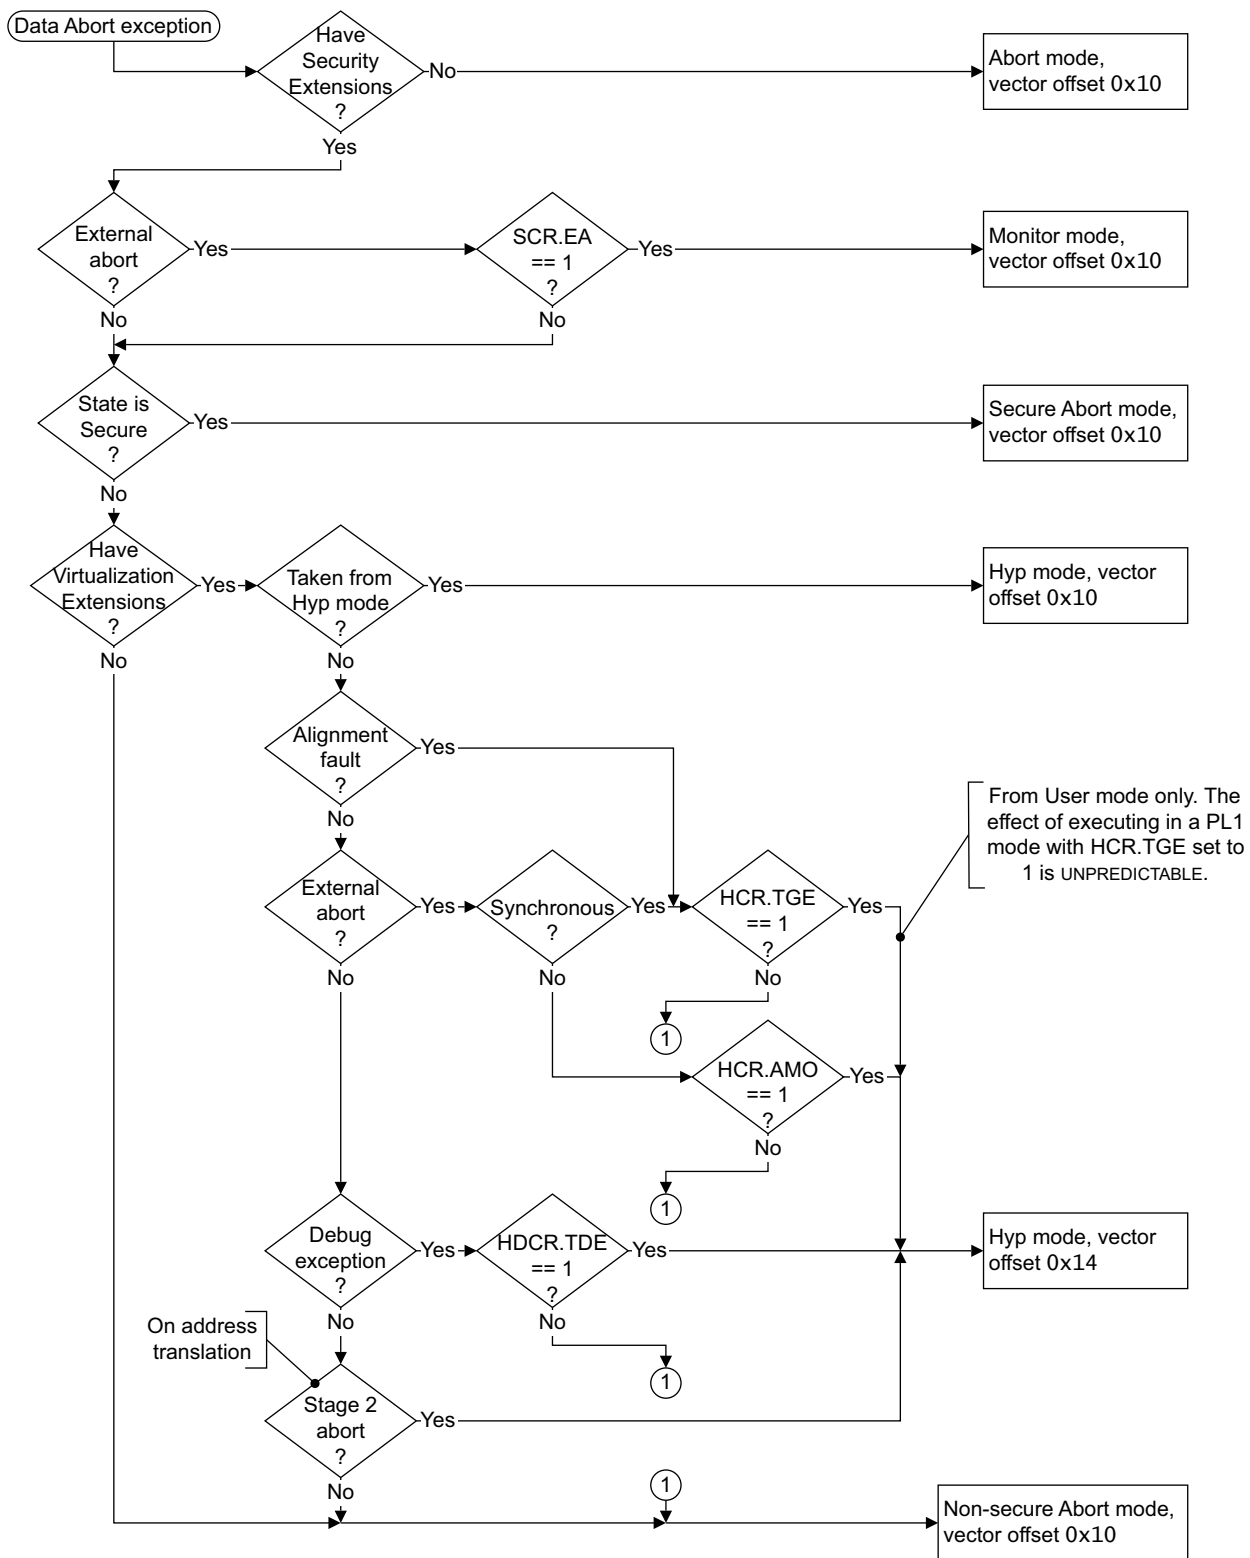 Data Abort exception
Have
Security
Extensions
?
No
Abort mode,
vector offset 0x10
Yes
External
abort
?
Yes
SCR.EA
== 1
?
Yes
Monitor mode,
vector offset 0x10
No
No
State is
Secure
?
Yes
Secure Abort mode,
vector offset 0x10
No
Have
Virtualization
Extensions
?
Yes
Taken from
Hyp mode
?
Yes
Hyp mode, vector
offset 0x10
No
No
Alignment
fault
?
Yes
No
From User mode only. The
effect of executing in a PL1
mode with HCR.TGE set to
1 is UNPREDICTABLE.
External
abort
?
Yes
Synchronous
?
Yes
HCR.TGE
== 1
?
Yes
No
No
No
1
HCR.AMO
== 1
?
Yes
No
1
Debug
exception
?
Yes
HDCR.TDE
== 1
?
Yes
Hyp mode, vector
offset 0x14
No
No
On address
translation
1
Stage 2
abort
?
Yes
No
1
Non-secure Abort mode,
vector offset 0x10